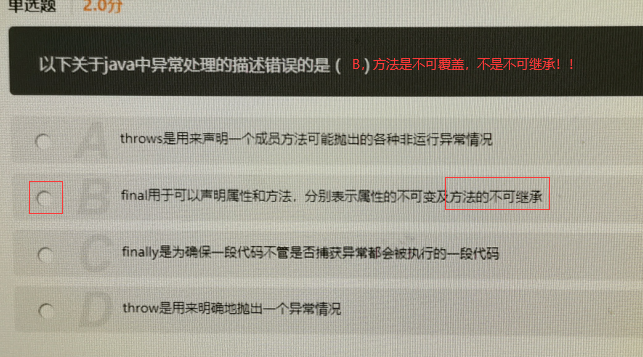 单选题 2.0分
以下关于java中异常处理的描述错误的是 ( B, ) 方法是不可覆盖，不是不可继承！！
A throws是用来声明一个成员方法可能抛出的各种非运行异常情况
B final用于可以声明属性和方法，分别表示属性的不可变及方法的不可继承
C finally是为确保一段代码不管是否捕获异常都会被执行的一段代码
D throw是用来明确地抛出一个异常情况